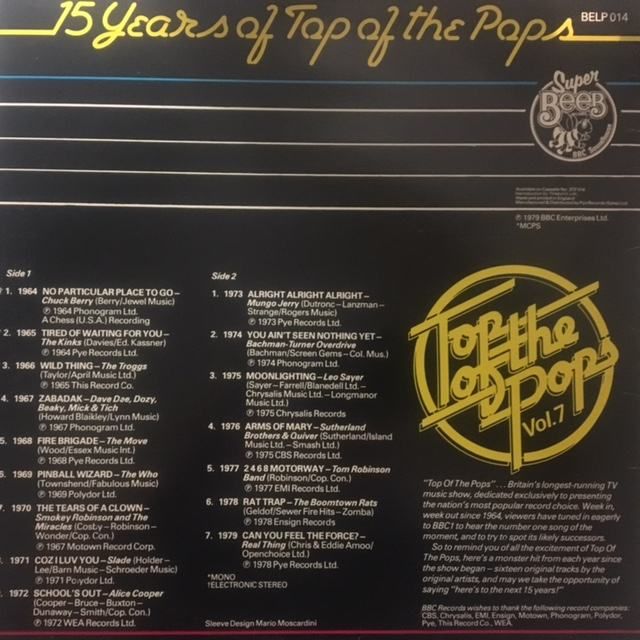 15 Years of Top of the Pops
BELP 014
Super
BEEB
BBC
Available on Cassette No.
℗ 1979 BBC Enterprises Ltd.
*MCPS
Side 1
1. 1964 NO PARTICULAR PLACE TO GO–
Chuck Berry (Berry/Jewel Music)
℗ 1964 Phonogram Ltd.
A Chess (U.S.A.) Recording
2. 1965 TIRED OF WAITING FOR YOU–
The Kinks (Davies/Ed. Kassner)
℗ 1964 Pye Records Ltd.
3. 1966 WILD THING–The Troggs
(Taylor/April Music Ltd.)
℗ 1965 This Record Co.
4. 1967 ZABADAK–Dave Dee, Dozy,
Beaky, Mick & Tich
(Howard Blaikley/Lynn Music)
℗ 1967 Phonogram Ltd.
5. 1968 FIRE BRIGADE–The Move
(Wood/Essex Music Int.)
℗ 1968 Pye Records Ltd.
6. 1969 PINBALL WIZARD–The Who
(Townshend/Fabulous Music)
℗ 1969 Polydor Ltd.
7. 1970 THE TEARS OF A CLOWN–
Smokey Robinson and The
Miracles (Cosby–Robinson–
Wonder/Cop. Con.)
℗ 1967 Motown Record Corp.
1971 COZ I LUV YOU–Slade (Holder–
Lee/Barn Music–Schroeder Music)
℗ 1971 Polydor Ltd.
1972 SCHOOL'S OUT–Alice Cooper
(Cooper–Bruce–Buxton–
Dunaway–Smith/Cop. Con.)
℗ 1972 WEA Records Ltd.
Side 2
1. 1973 ALRIGHT ALRIGHT ALRIGHT–
Mungo Jerry (Dutronc–Lanzman–
Strange/Rogers Music)
℗ 1973 Pye Records Ltd.
2. 1974 YOU AIN'T SEEN NOTHING YET–
Bachman-Turner Overdrive
(Bachman/Screen Gems–Col. Mus.)
℗ 1974 Phonogram Ltd.
3. 1975 MOONLIGHTING–Leo Sayer
(Sayer–Farrell/Blanedell Ltd.–
Chrysalis Music Ltd.–Longmanor
Music Ltd.)
℗ 1975 Chrysalis Records
4. 1976 ARMS OF MARY–Sutherland
Brothers & Quiver (Sutherland/Island
Music Ltd.–Smash Ltd.)
℗ 1975 CBS Records Ltd.
5. 1977 2 4 6 8 MOTORWAY–Tom Robinson
Band (Robinson/Cop. Con.)
℗ 1977 EMI Records Ltd.
6. 1978 RAT TRAP–The Boomtown Rats
(Geldof/Sewer Fire Hits–Zomba)
℗ 1978 Ensign Records
7. 1979 CAN YOU FEEL THE FORCE?–
Real Thing (Chris & Eddie Amoo/
Openchoice Ltd.)
℗ 1978 Pye Records Ltd.
*MONO
†ELECTRONIC STEREO
Sleeve Design Mario Moscardini
Top
of the
Pops
Vol. 7
"Top Of The Pops"... Britain's longest-running TV
music show, dedicated exclusively to presenting
the nation's most popular record choice. Week in,
week out since 1964, viewers have tuned in eagerly
to BBC1 to hear the number one song of the
moment, and to try to spot its likely successors.
So to remind you of all the excitement of Top Of
The Pops, here's a monster hit from each year since
the show began–sixteen original tracks by the
original artists, and may we take the opportunity of
saying "here's to the next 15 years!"
BBC Records wishes to thank the following record companies:
CBS, Chrysalis, EMI, Ensign, Motown, Phonogram, Polydor,
Pye, This Record Co., WEA.